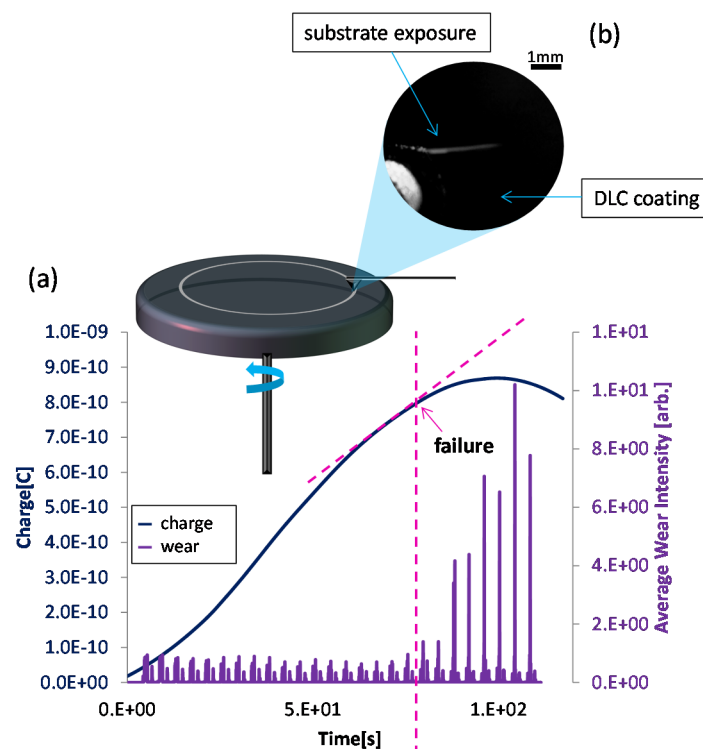 substrate exposure
(b)
1mm
DLC coating
(a)
1.0E-09
9.0E-10
8.0E-10
7.0E-10
6.0E-10
5.0E-10
4.0E-10
3.0E-10
2.0E-10
1.0E-10
0.0E+00
Charge[C]
charge
wear
failure
1.E+01
1.E+01
8.E+00
6.E+00
4.E+00
2.E+00
0.E+00
Average Wear Intensity [arb.]
0.E+00
5.E+01
1.E+02
Time[s]